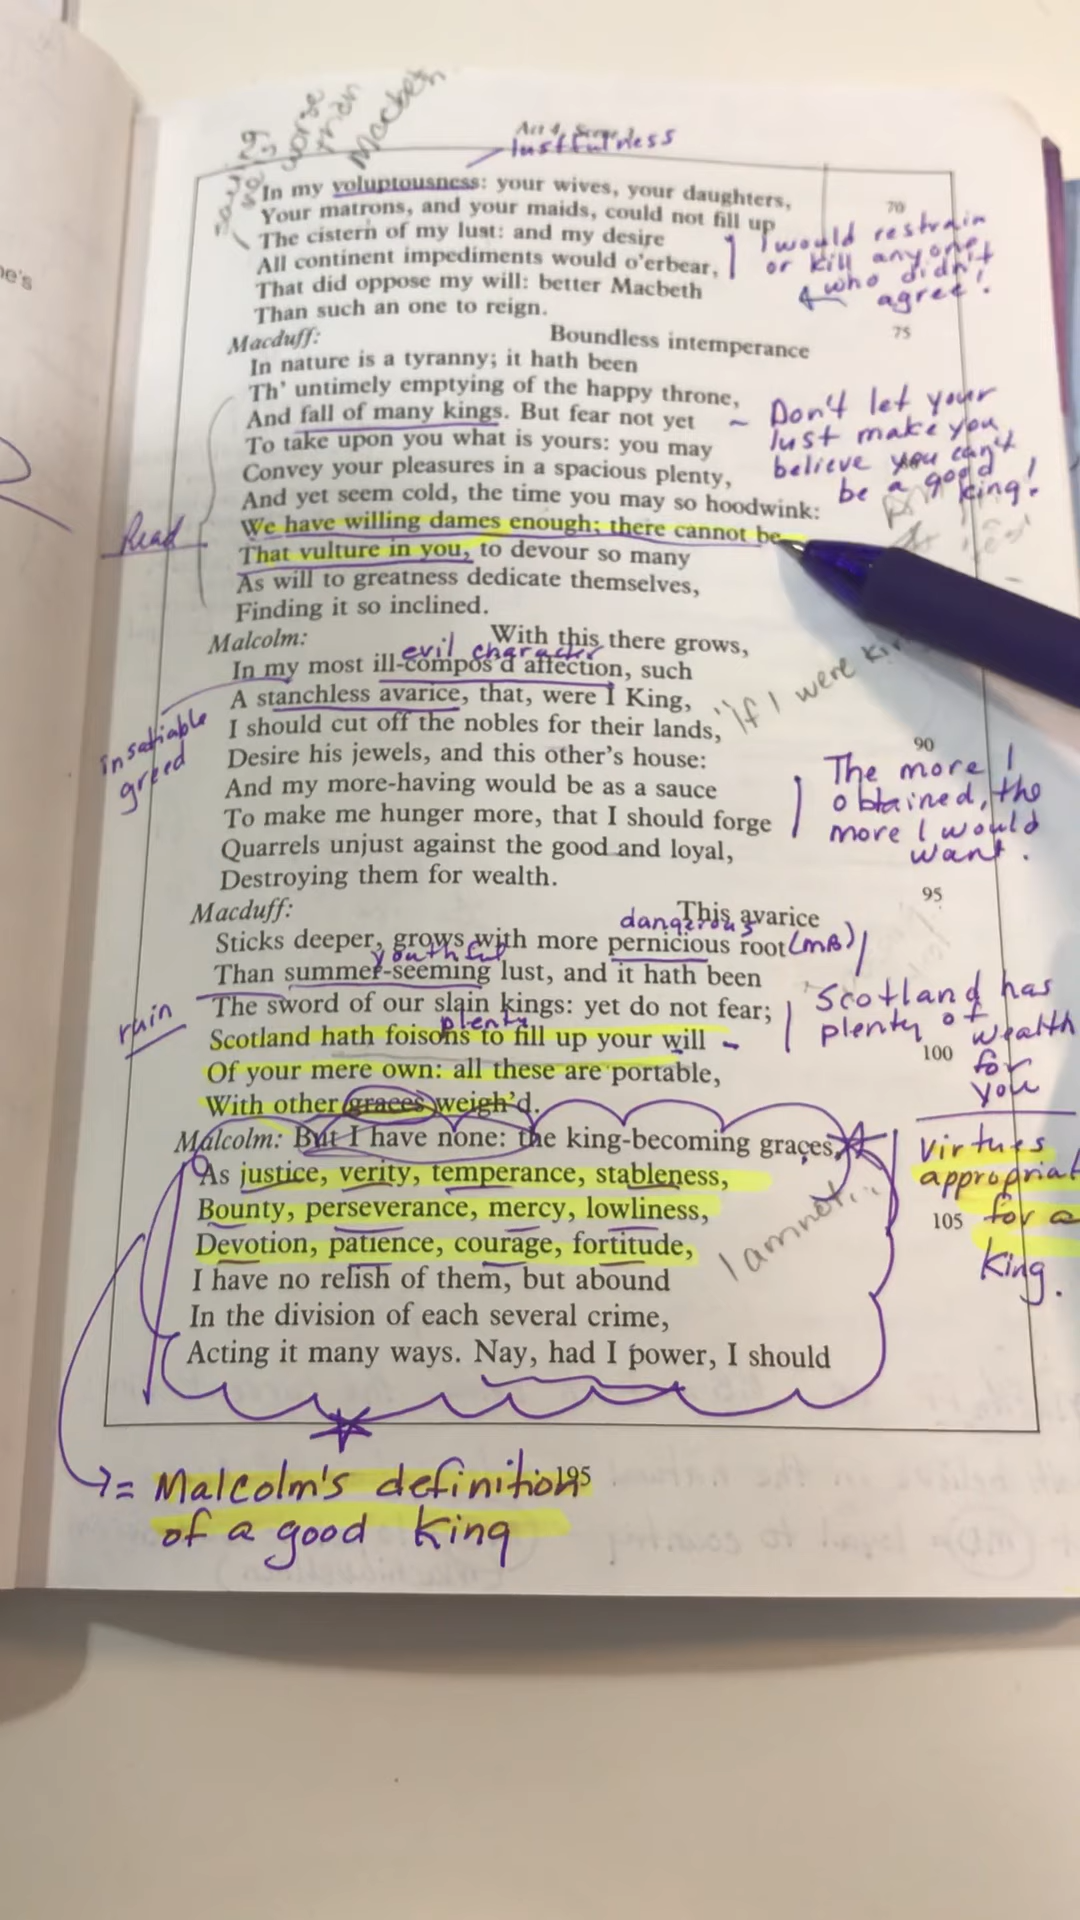 ne's
saying
worse
than
Macbeth
Act 4, Scene
lustfulness
In my voluptousness: your wives, your daughters,
Your matrons, and your maids, could not fill up
70
The cistern of my lust: and my desire
All continent impediments would o'erbear,
That did oppose my will: better Macbeth
Than such an one to reign.
I would restrain
or kill anyone
who didn't
agree!
Macduff: Boundless intemperance
75
In nature is a tyranny; it hath been
Th' untimely emptying of the happy throne,
And fall of many kings. But fear not yet
To take upon you what is yours: you may
Convey your pleasures in a spacious plenty,
And yet seem cold, the time you may so hoodwink:
We have willing dames enough; there cannot be
That vulture in you, to devour so many
As will to greatness dedicate themselves,
Finding it so inclined.
~ Don't let your
lust make you
believe you can't
be a good
king!
Read
Malcolm: With this there grows,
evil character
In my most ill-compos'd affection, such
A stanchless avarice, that, were I King,
I should cut off the nobles for their lands,
"if I were
Desire his jewels, and this other's house:
90
And my more-having would be as a sauce
To make me hunger more, that I should forge
Quarrels unjust against the good and loyal,
Destroying them for wealth.
insatiable
greed
The more I
obtained, the
more I would
want.
Macduff: This avarice
95
dangerous
Sticks deeper, grows with more pernicious root (MB)
youthful
Than summer-seeming lust, and it hath been
The sword of our slain kings: yet do not fear;
plenty
Scotland hath foisons to fill up your will -
Of your mere own: all these are portable,
100
With other graces weigh'd.
ruin
Scotland has
plenty of
wealth
for
you
Malcolm: But I have none: the king-becoming graces,
As justice, verity, temperance, stableness,
Bounty, perseverance, mercy, lowliness,
105
Devotion, patience, courage, fortitude,
I have no relish of them, but abound
In the division of each several crime,
Acting it many ways. Nay, had I power, I should
Virtues
appropriat
for a
King.
I am not...
195
= Malcolm's definition
of a good king